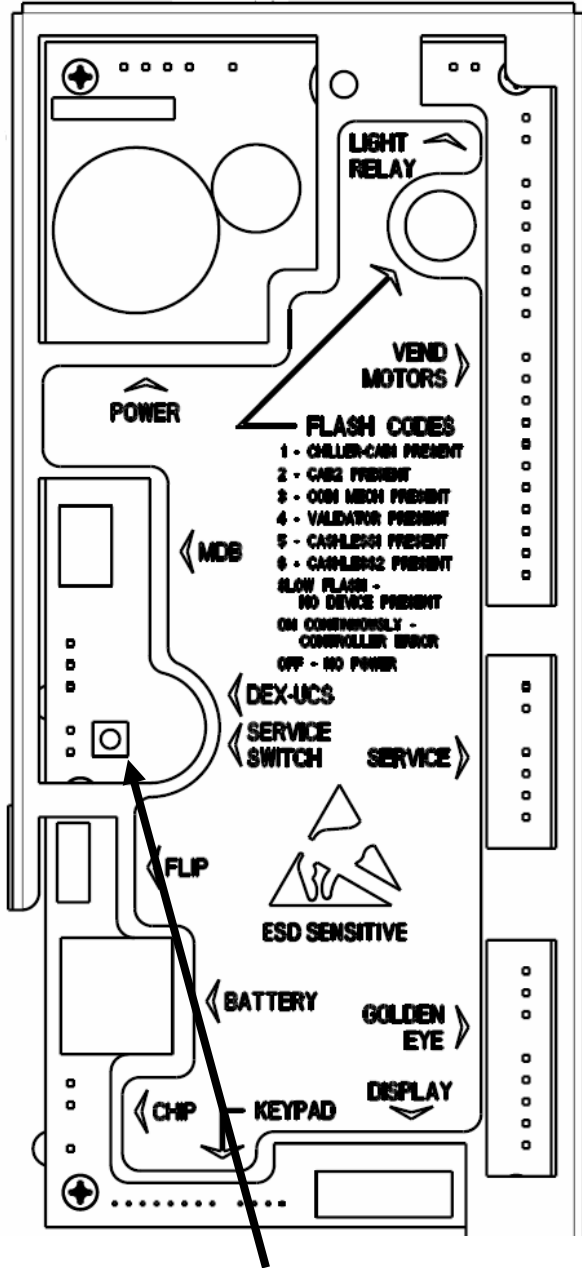 LIGHT
RELAY
VEND
MOTORS
POWER
FLASH CODES
1 - CHILLER-CAB1 PRESENT
2 - CAB2 PRESENT
3 - COIN MECH PRESENT
4 - VALIDATOR PRESENT
5 - CASHLESS1 PRESENT
6 - CASHLESS2 PRESENT
SLOW FLASH -
NO DEVICE PRESENT
ON CONTINUOUSLY -
CONTROLLER ERROR
OFF - NO POWER
MDB
DEX-UCS
SERVICE
SWITCH
SERVICE
FLIP
ESD SENSITIVE
BATTERY
GOLDEN
EYE
CHIP
KEYPAD
DISPLAY